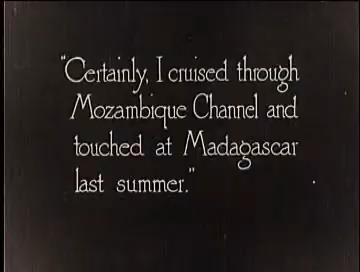 "Certainly, I cruised through
Mozambique Channel and
touched at Madagascar
last summer."